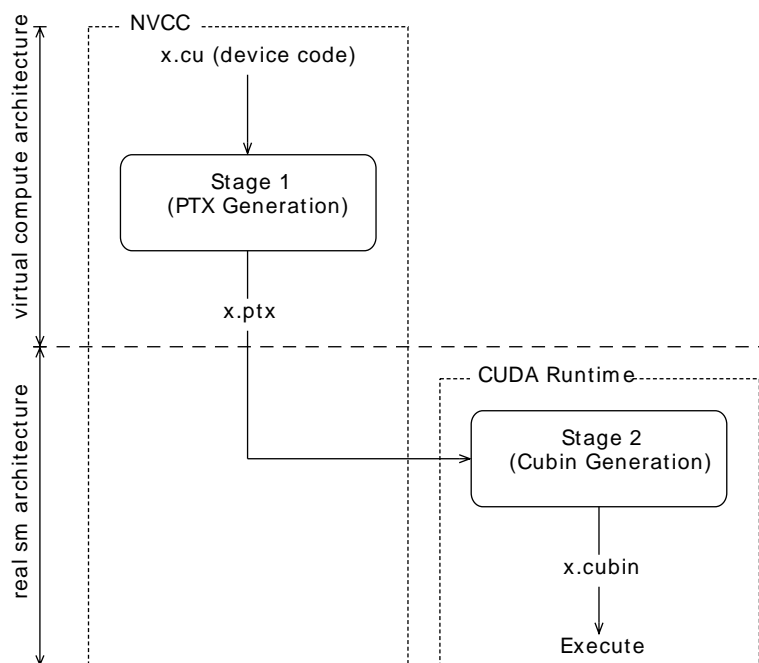 NVCC
x.cu (device code)
virtual compute architecture
Stage 1
(PTX Generation)
x.ptx
real sm architecture
CUDA Runtime
Stage 2
(Cubin Generation)
x.cubin
Execute